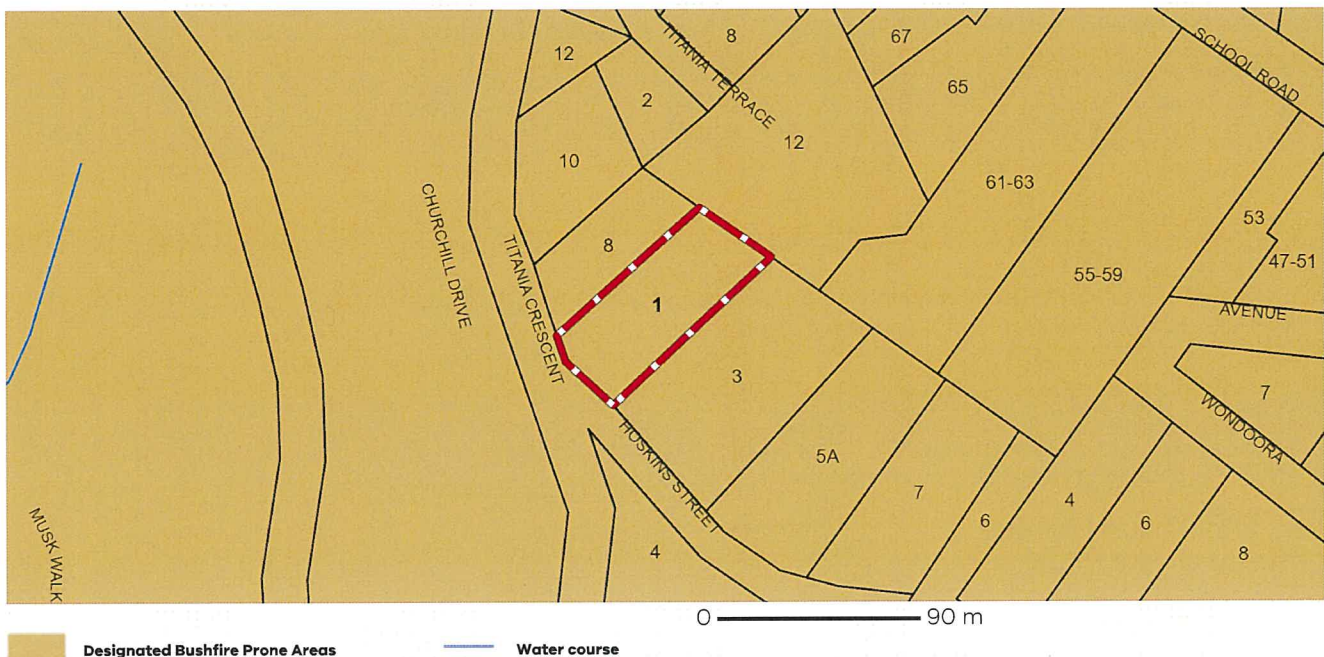 12
8
67
TITANIA TERRACE
SCHOOL ROAD
2
65
12
10
61-63
53
CHURCHILL DRIVE
TITANIA CRESCENT
8
47-51
55-59
1
AVENUE
3
7
WONDOORA
HOSKINS STREET
5A
7
4
6
6
8
MUSK WALK
4
0 90 m
Designated Bushfire Prone Areas
Water course